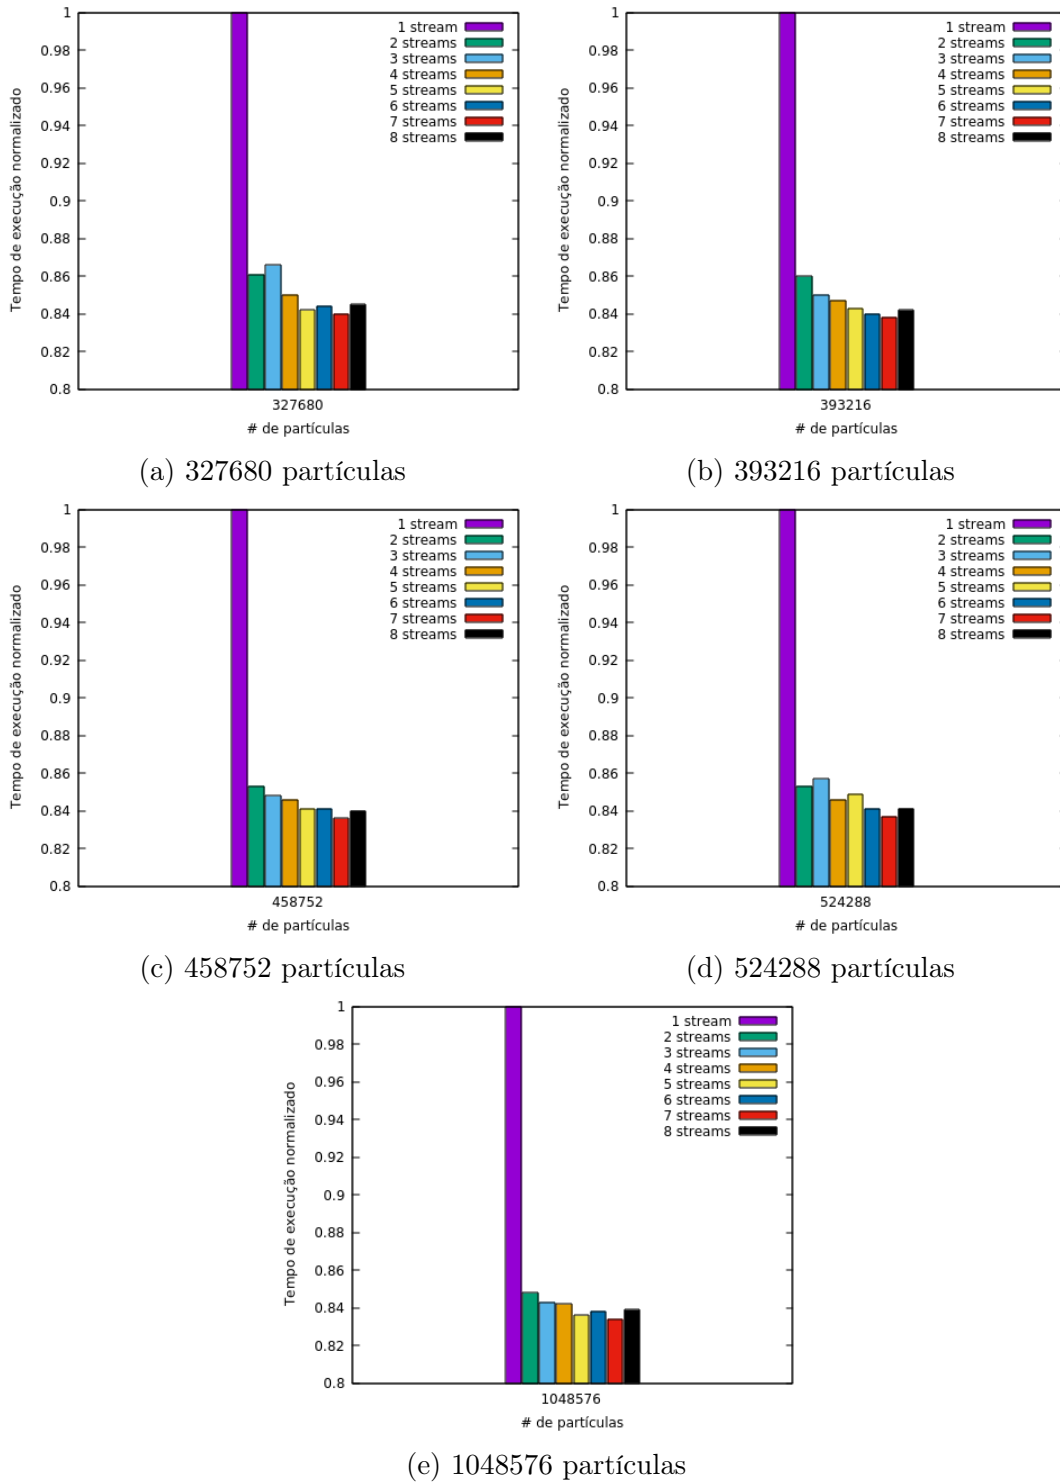 Tempo de execução normalizado
1
0.98
0.96
0.94
0.92
0.9
0.88
0.86
0.84
0.82
0.8
1 stream
2 streams
3 streams
4 streams
5 streams
6 streams
7 streams
8 streams
327680
# de partículas
(a) 327680 partículas
Tempo de execução normalizado
1
0.98
0.96
0.94
0.92
0.9
0.88
0.86
0.84
0.82
0.8
1 stream
2 streams
3 streams
4 streams
5 streams
6 streams
7 streams
8 streams
393216
# de partículas
(b) 393216 partículas
Tempo de execução normalizado
1
0.98
0.96
0.94
0.92
0.9
0.88
0.86
0.84
0.82
0.8
1 stream
2 streams
3 streams
4 streams
5 streams
6 streams
7 streams
8 streams
458752
# de partículas
(c) 458752 partículas
Tempo de execução normalizado
1
0.98
0.96
0.94
0.92
0.9
0.88
0.86
0.84
0.82
0.8
1 stream
2 streams
3 streams
4 streams
5 streams
6 streams
7 streams
8 streams
524288
# de partículas
(d) 524288 partículas
Tempo de execução normalizado
1
0.98
0.96
0.94
0.92
0.9
0.88
0.86
0.84
0.82
0.8
1 stream
2 streams
3 streams
4 streams
5 streams
6 streams
7 streams
8 streams
1048576
# de partículas
(e) 1048576 partículas